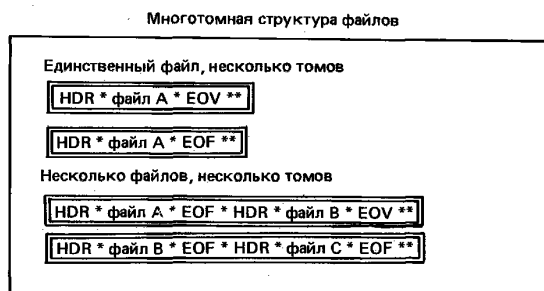 Многотомная структура файлов
Единственный файл, несколько томов
HDR * файл A * EOV **
HDR * файл A * EOF **
Несколько файлов, несколько томов
HDR * файл A * EOF * HDR * файл B * EOV **
HDR * файл B * EOF * HDR * файл C * EOF **